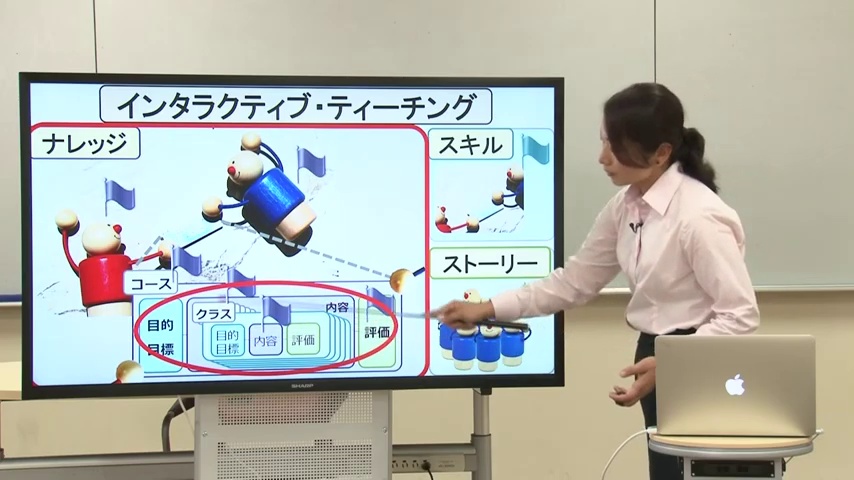 インタラクティブ・ティーチング
ナレッジ
スキル
ストーリー
コース
目的
目標
クラス
内容
目的
目標
内容
評価
評価
SHARP